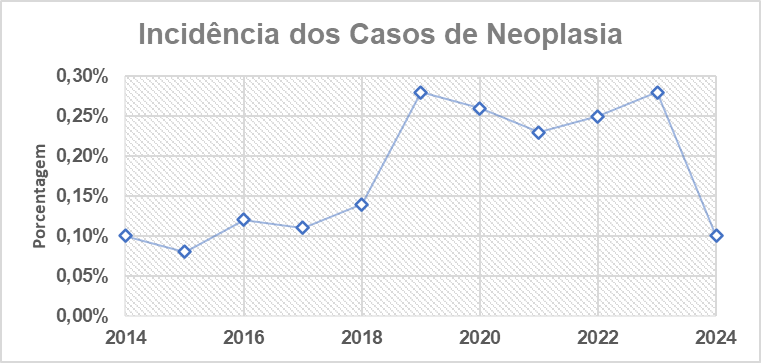 Incidência dos Casos de Neoplasia
Porcentagem
0,30%
0,25%
0,20%
0,15%
0,10%
0,05%
0,00%
2014 2016 2018 2020 2022 2024